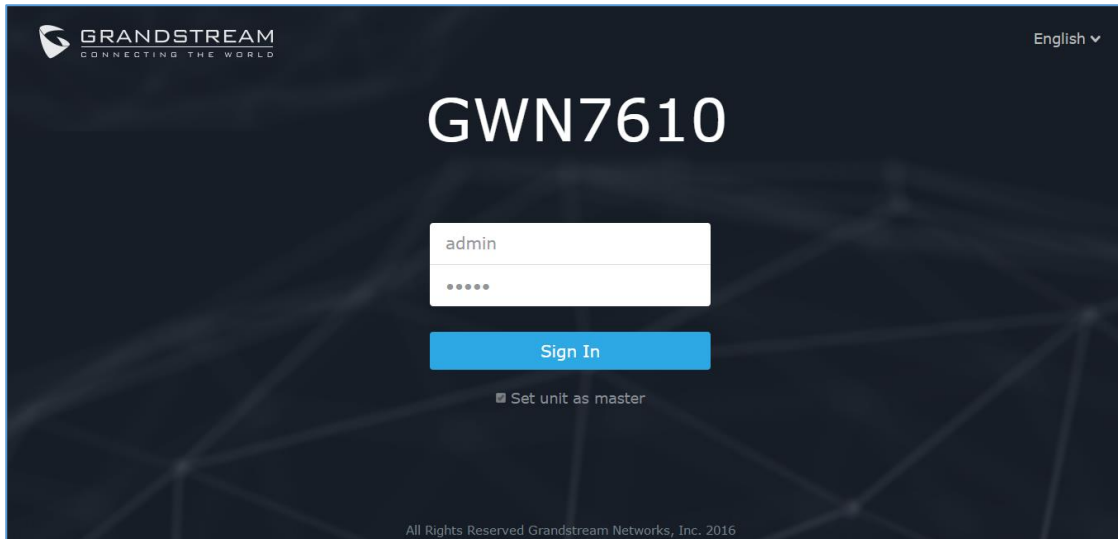 GRANDSTREAM
CONNECTING THE WORLD
English
GWN7610
admin
•••••
Sign In
Set unit as master
All Rights Reserved Grandstream Networks, Inc. 2016